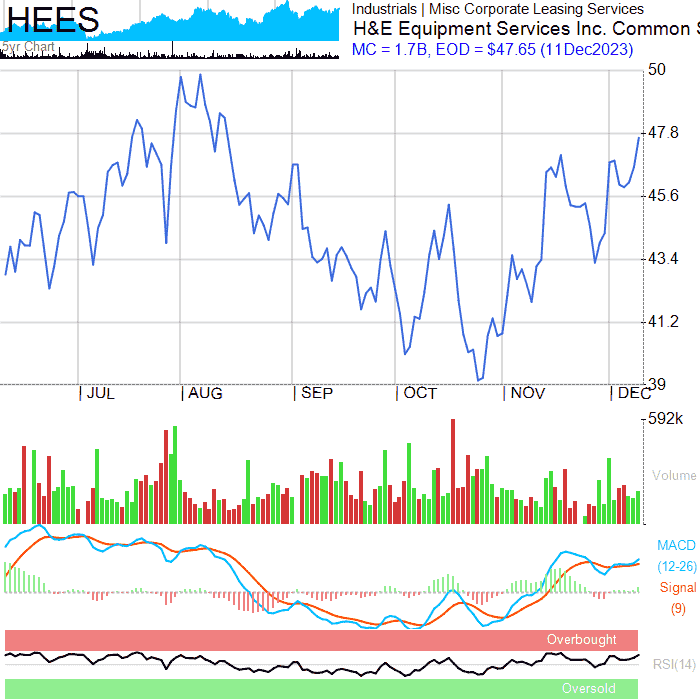 HEES
5yr Chart
Industrials | Misc Corporate Leasing Services
H&E Equipment Services Inc. Common S
MC = 1.7B, EOD = $47.65 (11Dec2023)
50
47.8
45.6
43.4
41.2
39
| JUL | AUG | SEP | OCT | NOV | DEC
592k
Volume
MACD
(12-26)
Signal
(9)
Overbought
RSI(14)
Oversold